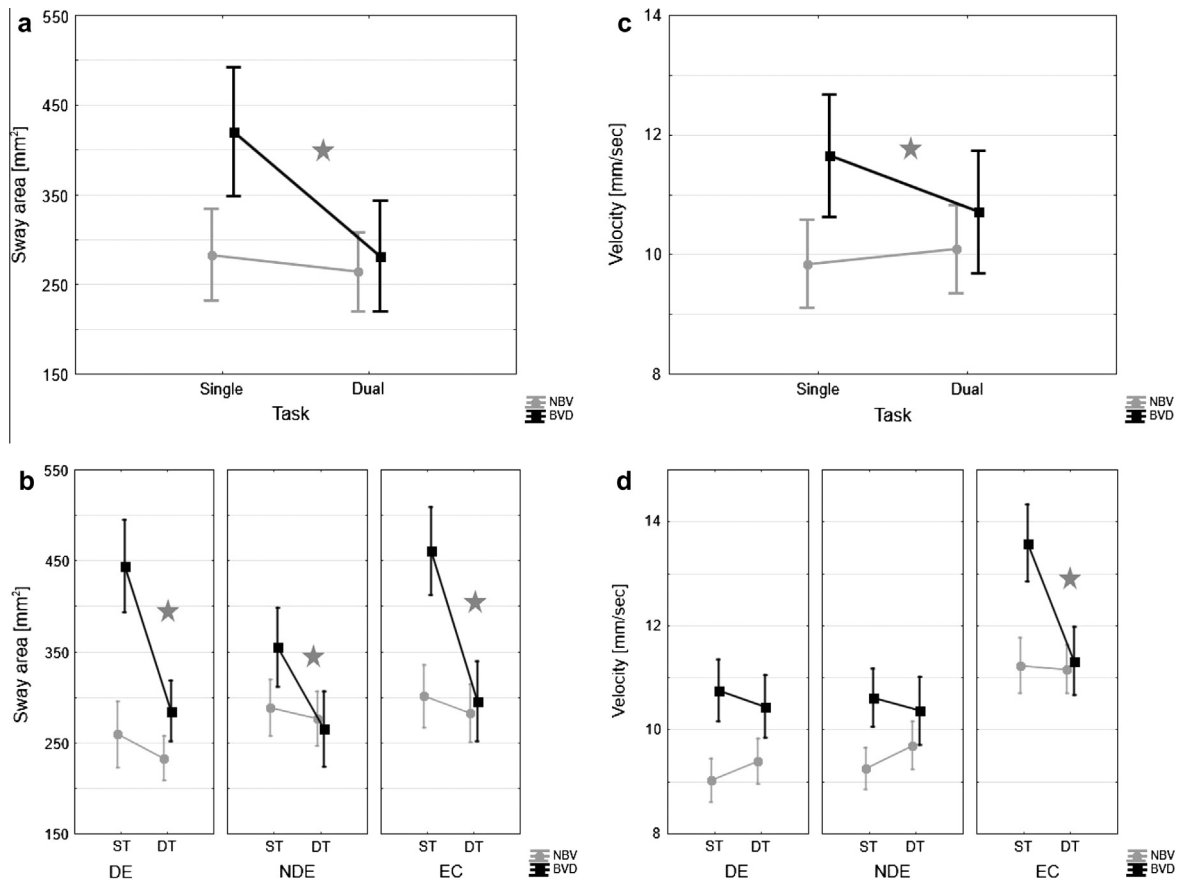 a
550
450
350
250
150
Sway area [mm²]
Single
Dual
Task
NBV
BVD
c
14
12
10
8
Velocity [mm/sec]
Single
Dual
Task
NBV
BVD
b
550
450
350
250
150
Sway area [mm²]
ST DT
ST DT
ST DT
DE
NDE
EC
NBV
BVD
d
14
12
10
8
Velocity [mm/sec]
ST DT
ST DT
ST DT
DE
NDE
EC
NBV
BVD